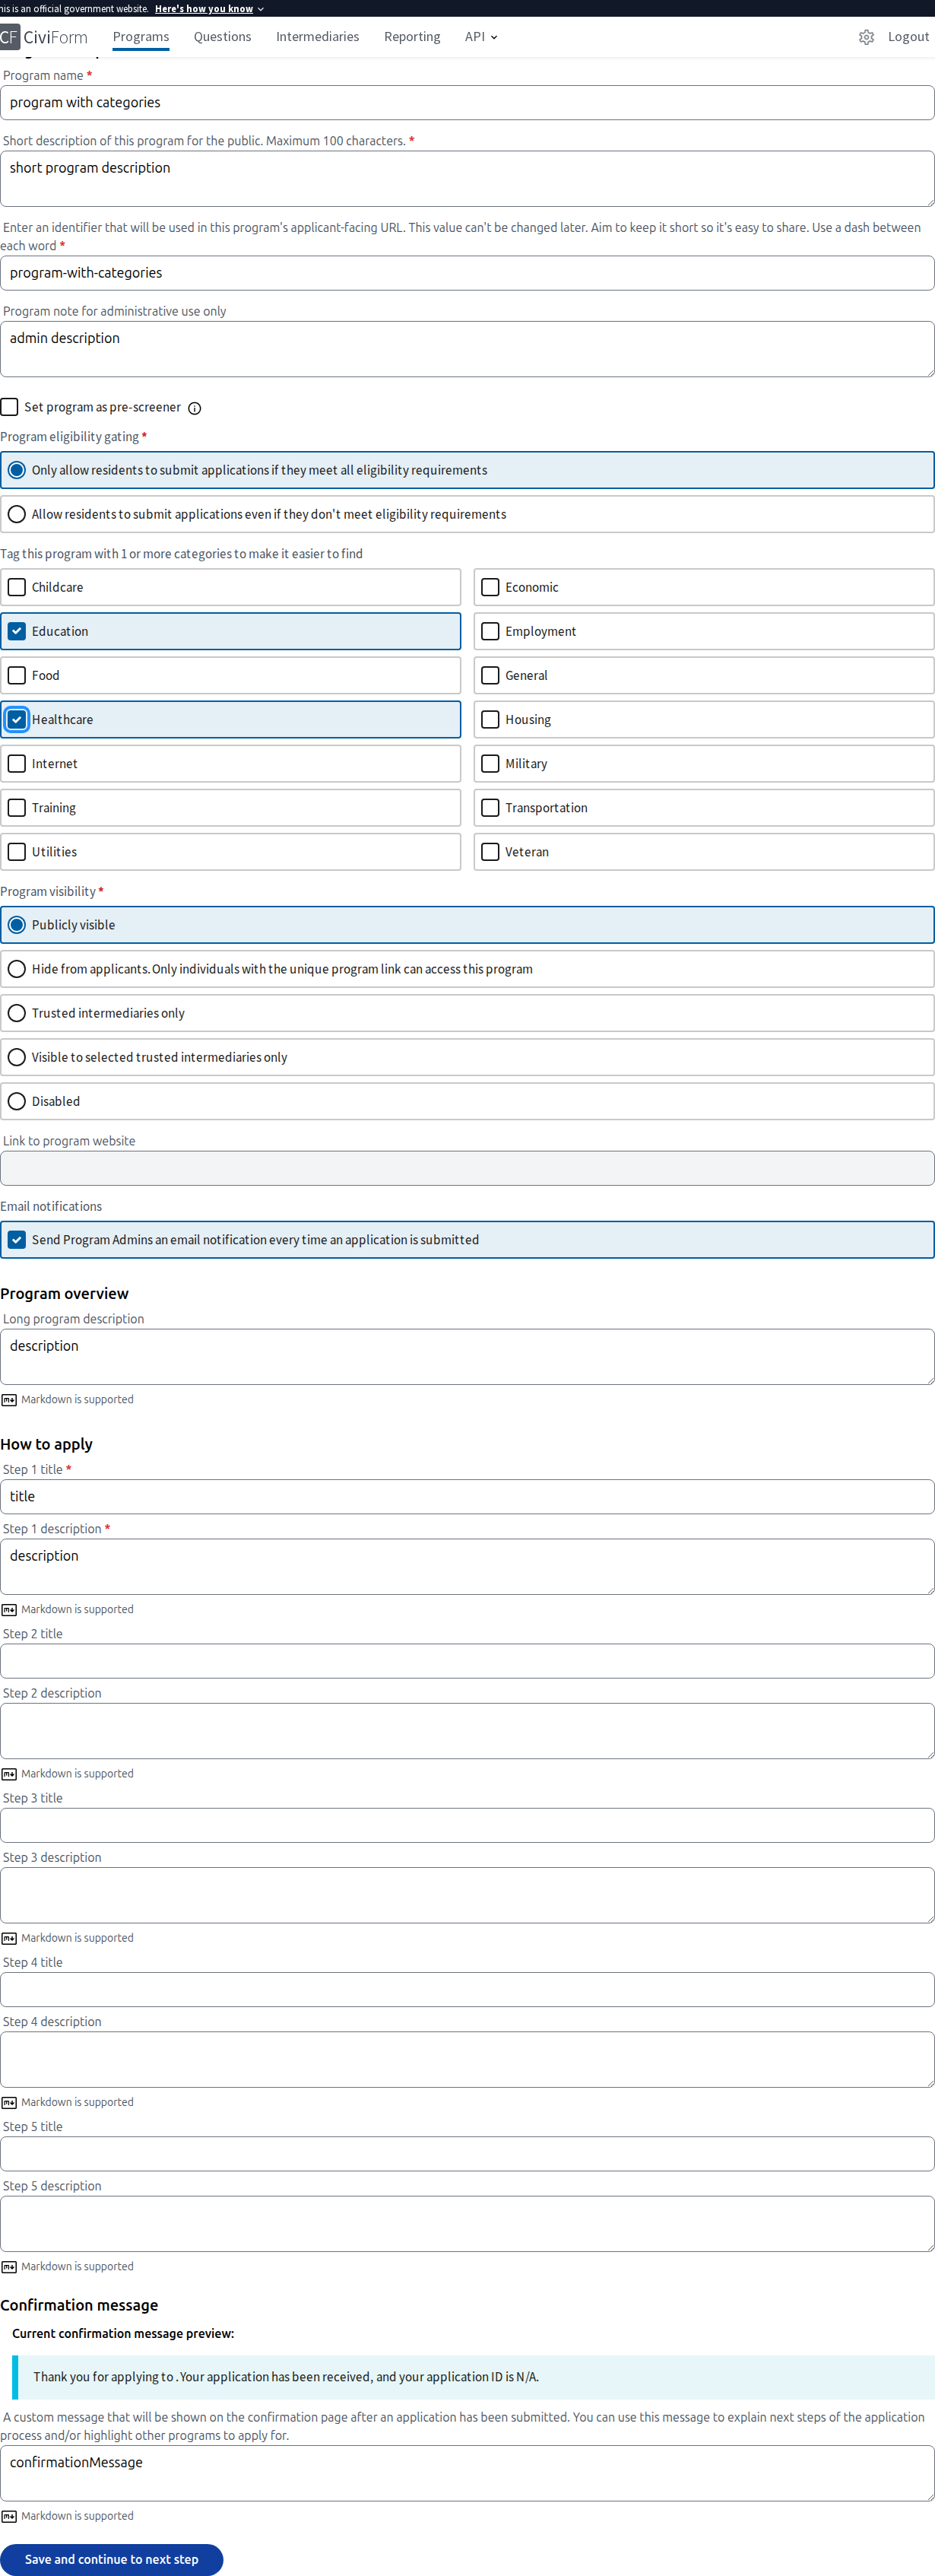 his is an official government website. Here's how you know
CF CiviForm Programs Questions Intermediaries Reporting API Logout
Program name *
program with categories
Short description of this program for the public. Maximum 100 characters. *
short program description
Enter an identifier that will be used in this program's applicant-facing URL. This value can't be changed later. Aim to keep it short so it's easy to share. Use a dash between
each word *
program-with-categories
Program note for administrative use only
admin description
Set program as pre-screener
Program eligibility gating *
Only allow residents to submit applications if they meet all eligibility requirements
Allow residents to submit applications even if they don't meet eligibility requirements
Tag this program with 1 or more categories to make it easier to find
Childcare
Economic
Education
Employment
Food
General
Healthcare
Housing
Internet
Military
Training
Transportation
Utilities
Veteran
Program visibility *
Publicly visible
Hide from applicants. Only individuals with the unique program link can access this program
Trusted intermediaries only
Visible to selected trusted intermediaries only
Disabled
Link to program website
Email notifications
Send Program Admins an email notification every time an application is submitted
Program overview
Long program description
description
Markdown is supported
How to apply
Step 1 title *
title
Step 1 description *
description
Markdown is supported
Step 2 title
Step 2 description
Markdown is supported
Step 3 title
Step 3 description
Markdown is supported
Step 4 title
Step 4 description
Markdown is supported
Step 5 title
Step 5 description
Markdown is supported
Confirmation message
Current confirmation message preview:
Thank you for applying to . Your application has been received, and your application ID is N/A.
A custom message that will be shown on the confirmation page after an application has been submitted. You can use this message to explain next steps of the application
process and/or highlight other programs to apply for.
confirmationMessage
Markdown is supported
Save and continue to next step